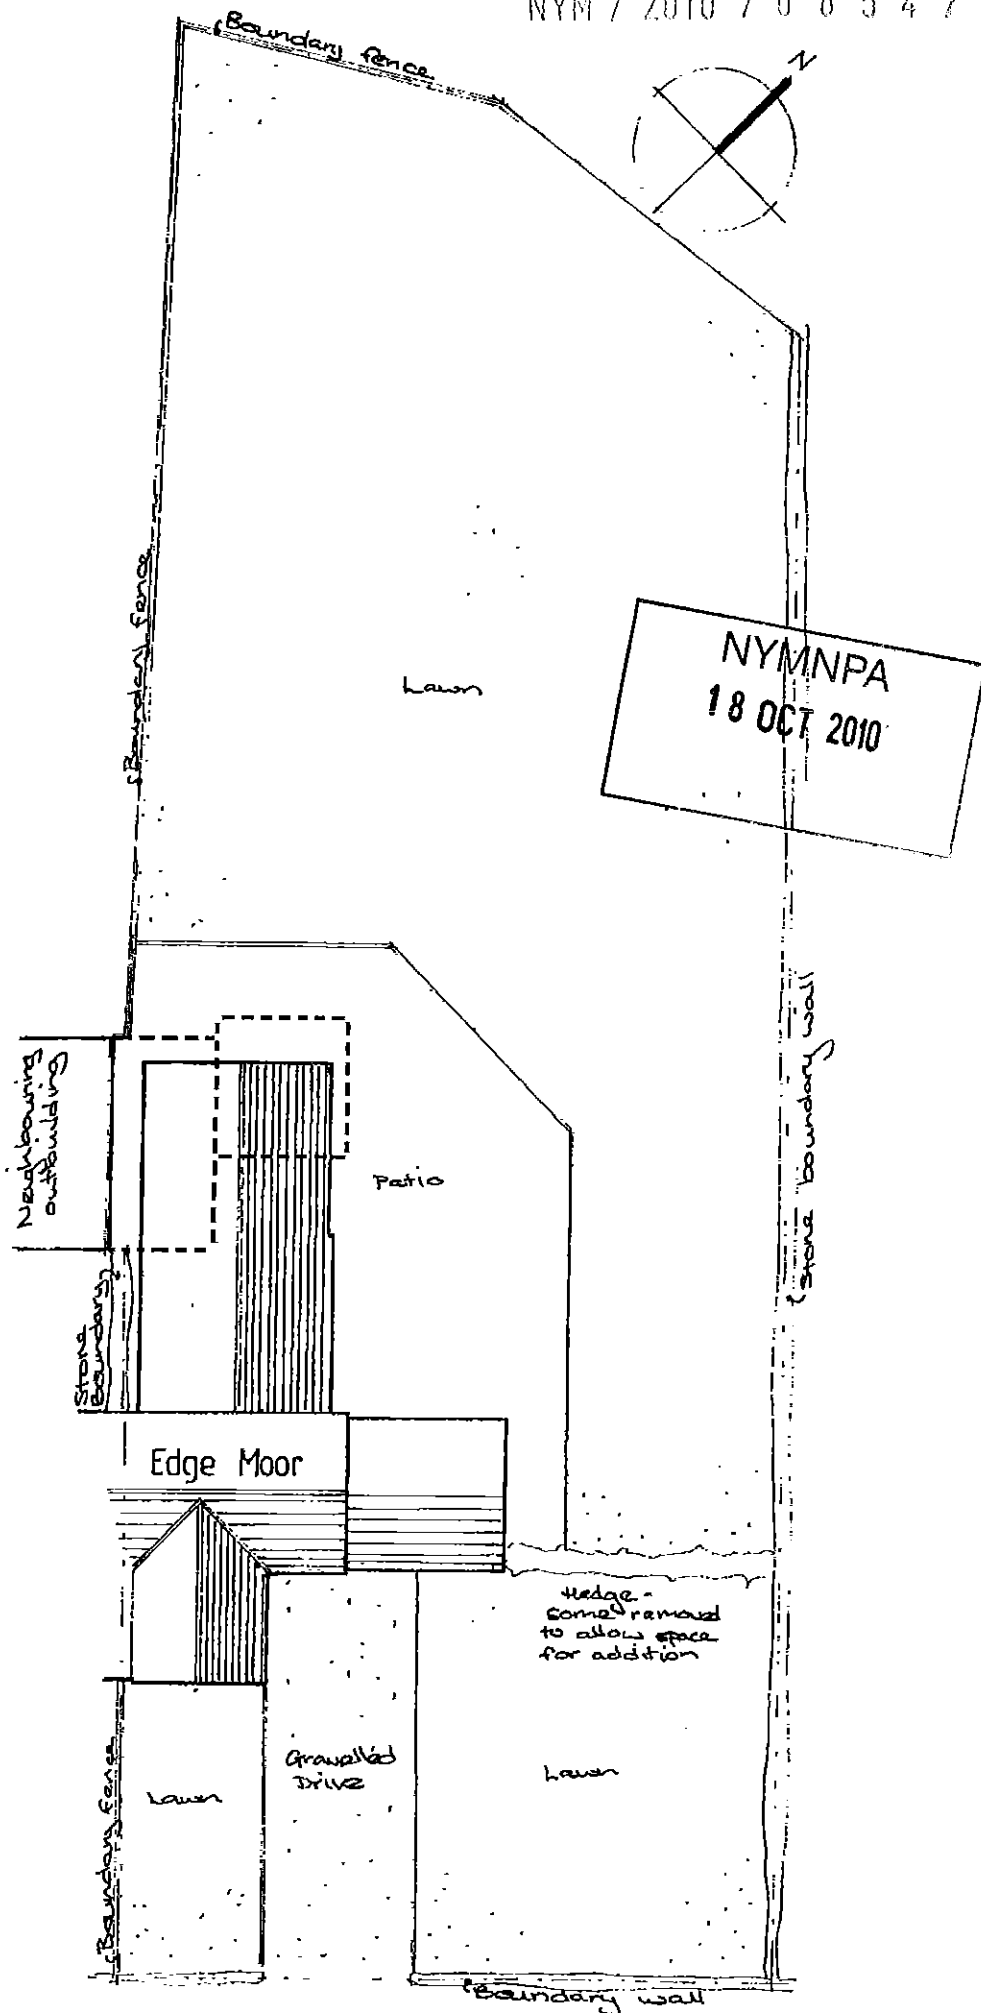 NYM / 2010 / 0 8 5 4 7
Boundary fence
N
Boundary fence
NYMNPA
18 OCT 2010
Lawn
Stone boundary wall
Neighbouring
outbuilding
Patio
Stone
Boundary
Edge Moor
Hedge -
some removed
to allow space
for addition
Gravelled
Drive
Lawn
Lawn
Boundary fence
Boundary wall